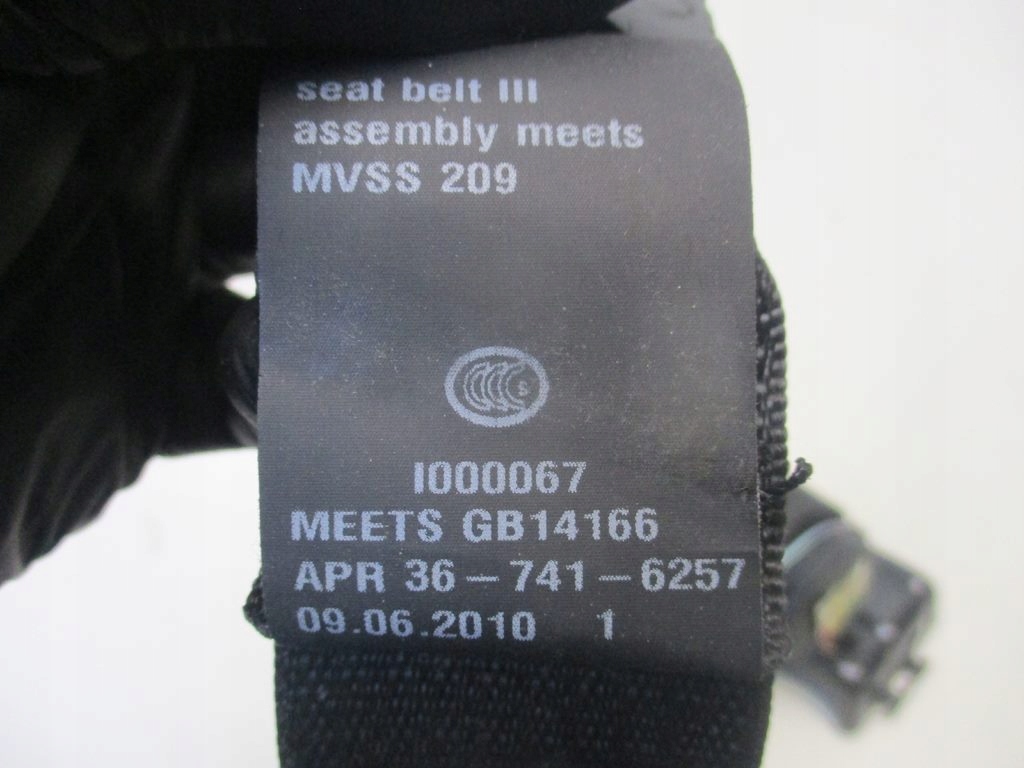 seat belt III
assembly meets
MVSS 209
S
I000067
MEETS GB14166
APR 36-741-6257
09.06.2010 1